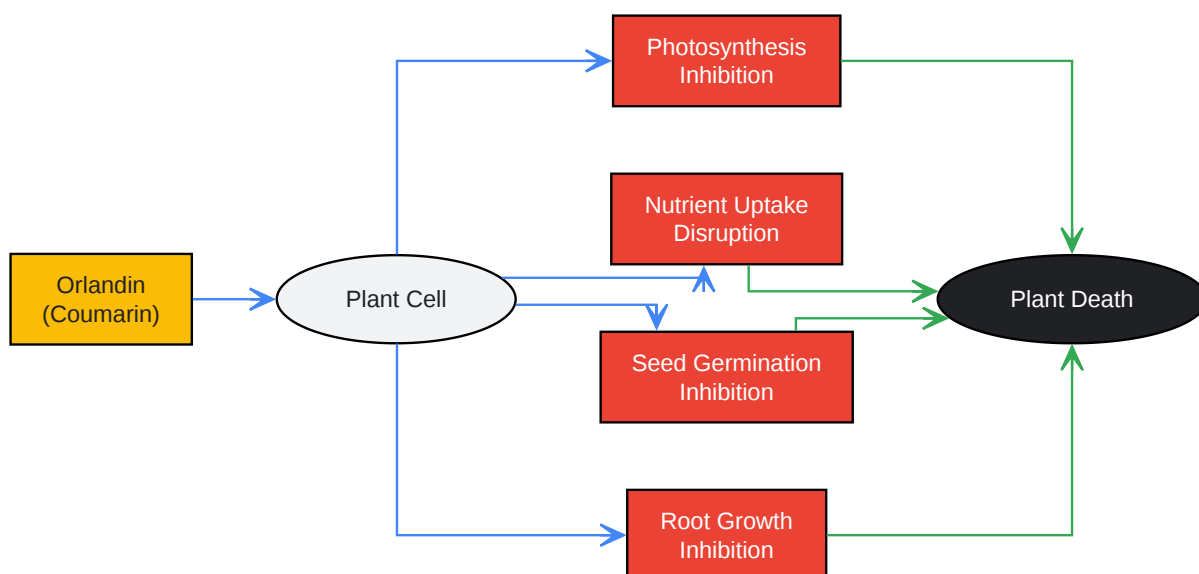 Photosynthesis
Inhibition
Nutrient Uptake
Disruption
Orlandin
(Coumarin)
Plant Cell
Plant Death
Seed Germination
Inhibition
Root Growth
Inhibition